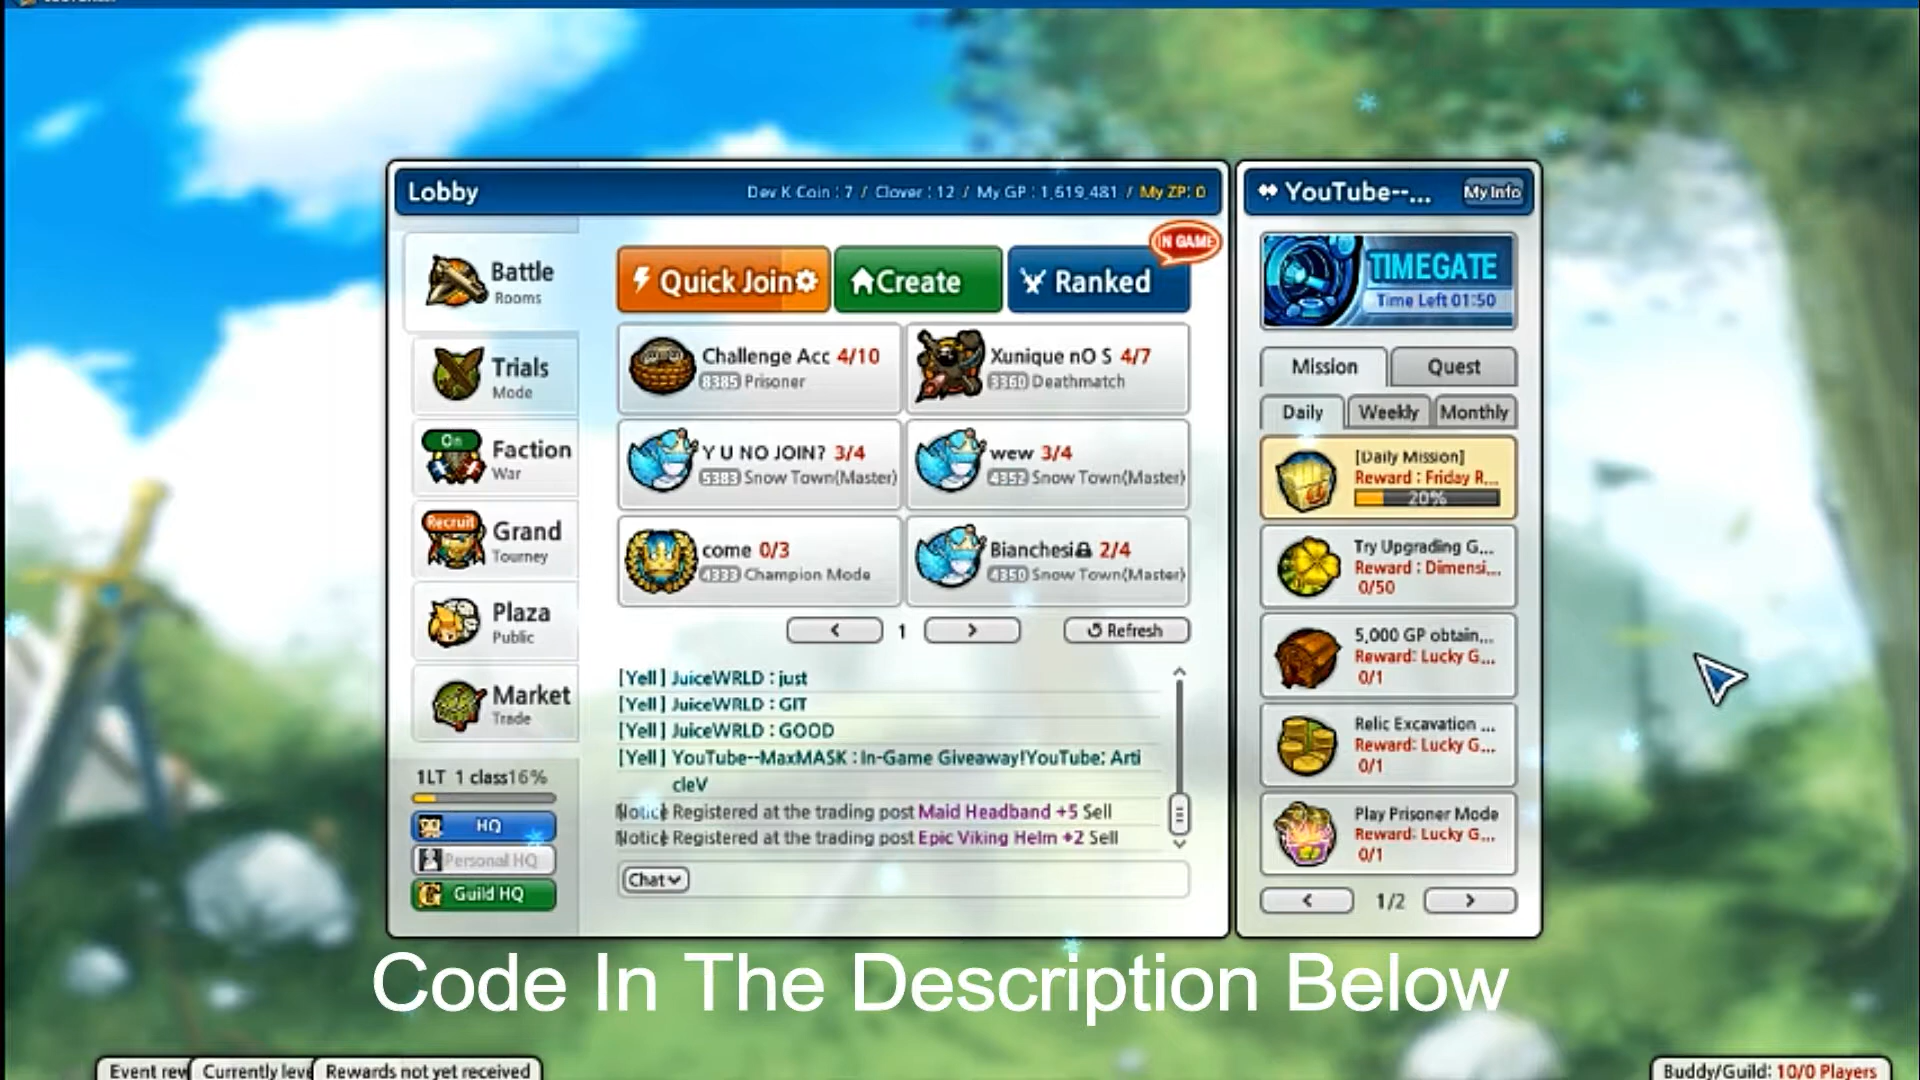 Lobby
Dev K Coin : 7 / Clover : 12 / My GP : 1,619,481 / My ZP: 0
YouTube--...
My Info
Battle
Rooms
Quick Join
Create
Ranked
IN GAME
TIMEGATE
Time Left 01:50
Trials
Mode
Challenge Acc 4/10
8385 Prisoner
Xunique nO S 4/7
3360 Deathmatch
Mission
Quest
Daily
Weekly
Monthly
On
Faction
War
Y U NO JOIN? 3/4
5383 Snow Town(Master)
wew 3/4
4352 Snow Town(Master)
[Daily Mission]
Reward : Friday R...
20%
Recruit
Grand
Tourney
come 0/3
4333 Champion Mode
Bianchesi 2/4
4350 Snow Town(Master)
Try Upgrading G...
Reward : Dimensi...
0/50
Plaza
Public
< 1 >
Refresh
5,000 GP obtain...
Reward: Lucky G...
0/1
Market
Trade
[Yell] JuiceWRLD : just
[Yell] JuiceWRLD : GIT
[Yell] JuiceWRLD : GOOD
[Yell] YouTube--MaxMASK : In-Game Giveaway!YouTube: Arti
cleV
Notice Registered at the trading post Maid Headband +5 Sell
Notice Registered at the trading post Epic Viking Helm +2 Sell
Chat
Relic Excavation ...
Reward: Lucky G...
0/1
Play Prisoner Mode
Reward: Lucky G...
0/1
< 1/2 >
1LT 1 class16%
HQ
Personal HQ
Guild HQ
Code In The Description Below
Event rew
Currently leve
Rewards not yet received
Buddy/Guild: 10/0 Players